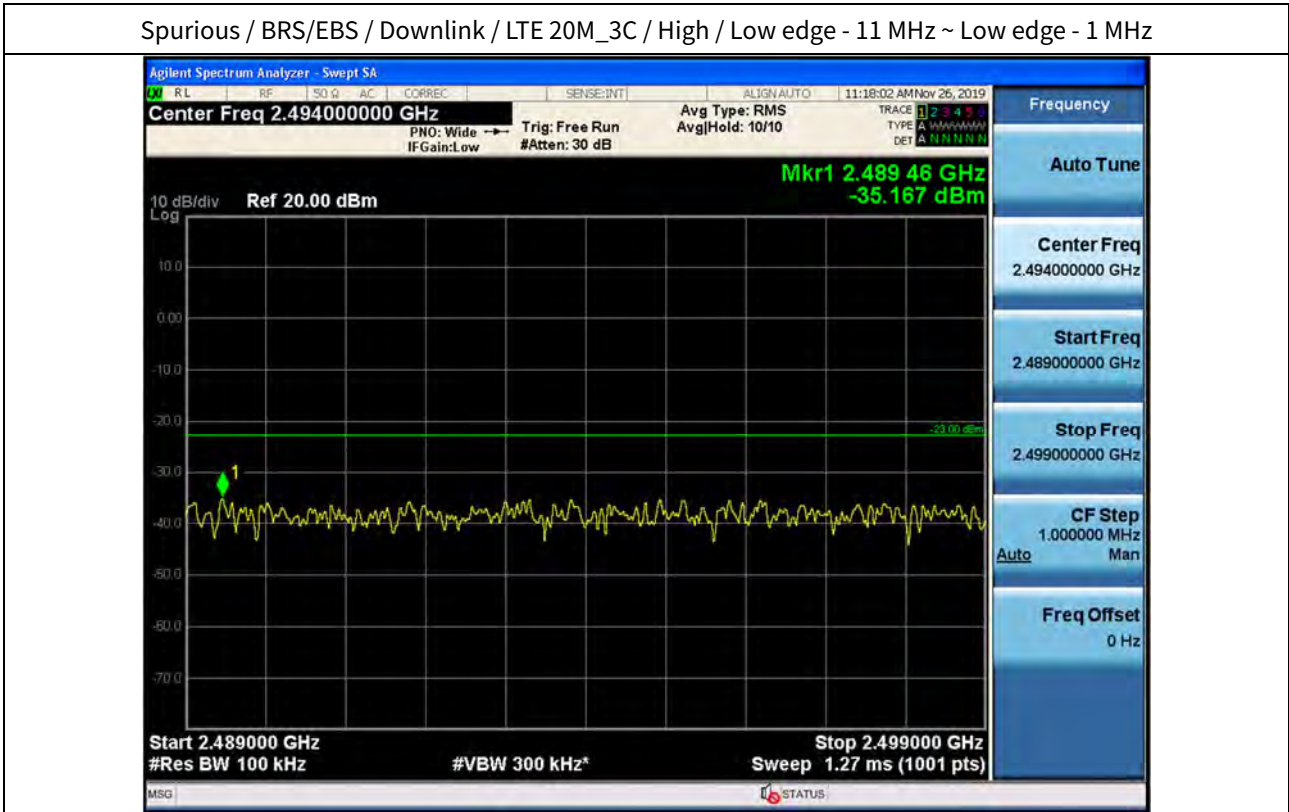 Spurious / BRS/EBS / Downlink / LTE 20M_3C / High / Low edge - 11 MHz ~ Low edge - 1 MHz
Agilent Spectrum Analyzer - Swept SA
RL RF 50 Ω AC CORREC SENSE:INT ALIGN AUTO 11:18:02 AM Nov 26, 2019
Center Freq 2.494000000 GHz
PNO: Wide
IFGain:Low
Trig: Free Run
#Atten: 30 dB
Avg Type: RMS
Avg|Hold: 10/10
TRACE 1 2 3 4 5 6
TYPE A
DET A N N N N N
Mkr1 2.489 46 GHz
-35.167 dBm
10 dB/div Ref 20.00 dBm
Log
10.0
0.00
-10.0
-20.0
-23.00 dBm
-30.0
1
-40.0
-50.0
-60.0
-70.0
Start 2.489000 GHz Stop 2.499000 GHz
#Res BW 100 kHz #VBW 300 kHz* Sweep 1.27 ms (1001 pts)
MSG STATUS
Frequency
Auto Tune
Center Freq
2.494000000 GHz
Start Freq
2.489000000 GHz
Stop Freq
2.499000000 GHz
CF Step
1.000000 MHz
Auto Man
Freq Offset
0 Hz